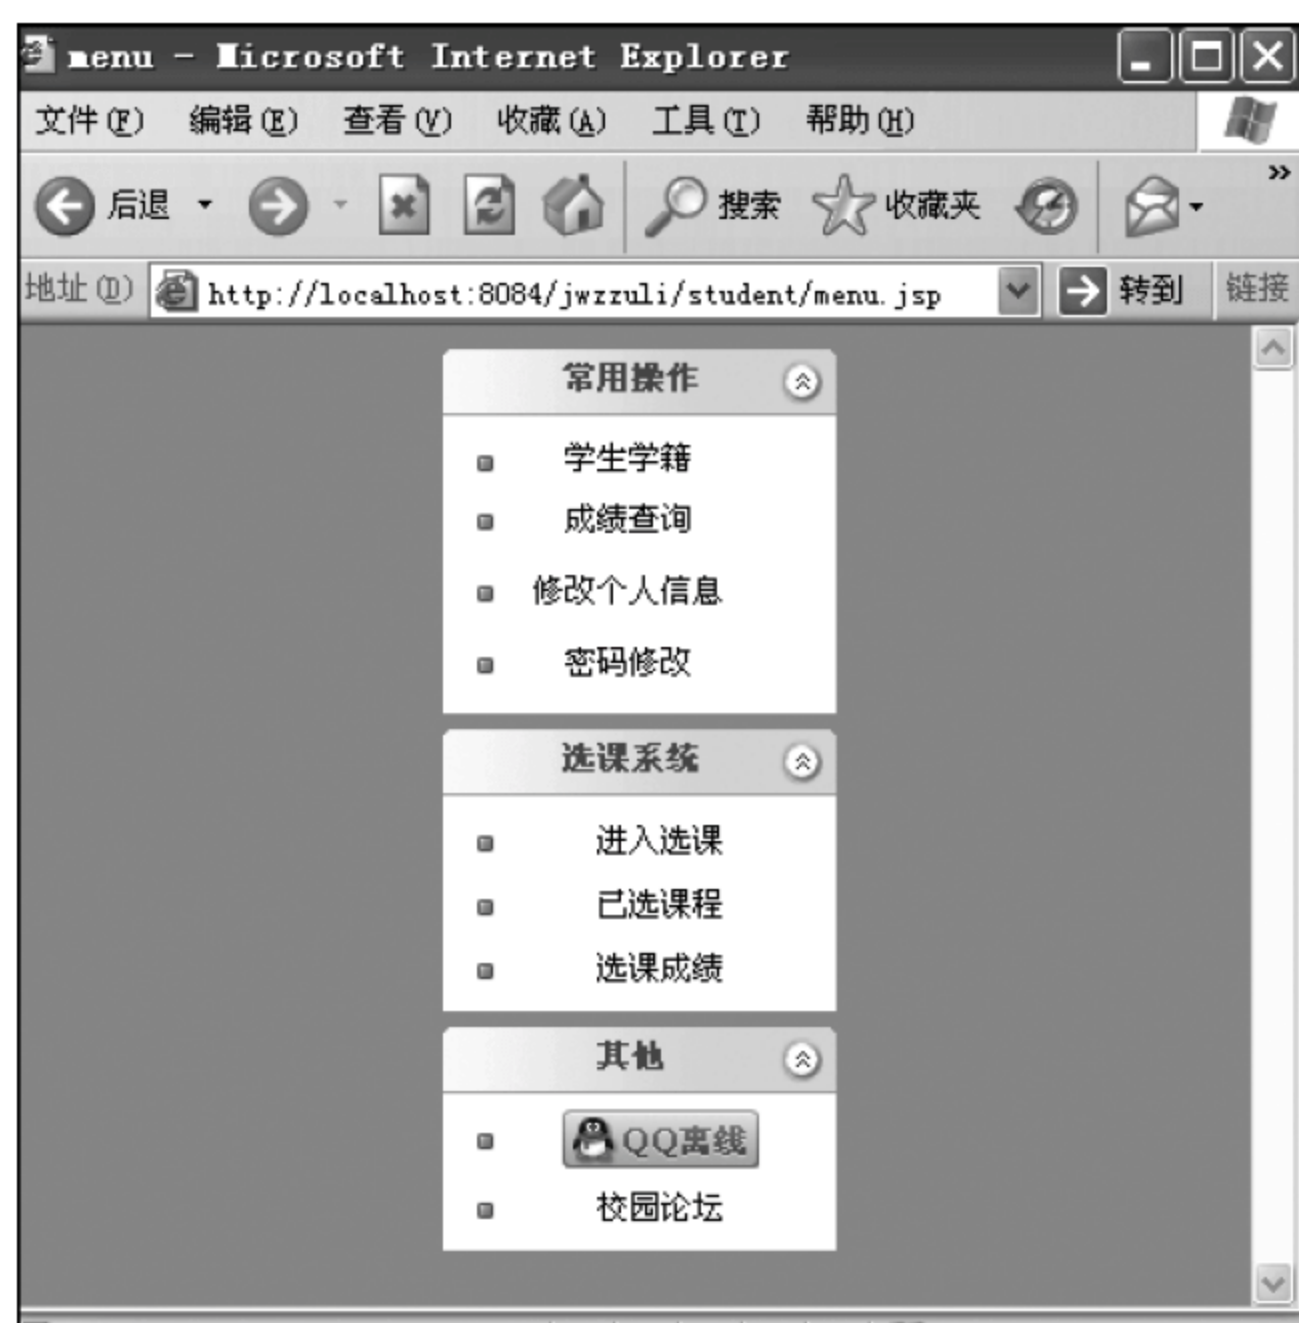 menu - Microsoft Internet Explorer
文件(F) 编辑(E) 查看(V) 收藏(A) 工具(T) 帮助(H)
后退 搜索 收藏夹 »
地址(D) http://localhost:8084/jwzzuli/student/menu.jsp 转到 链接
常用操作
学生学籍
成绩查询
修改个人信息
密码修改
选课系统
进入选课
已选课程
选课成绩
其他
QQ离线
校园论坛